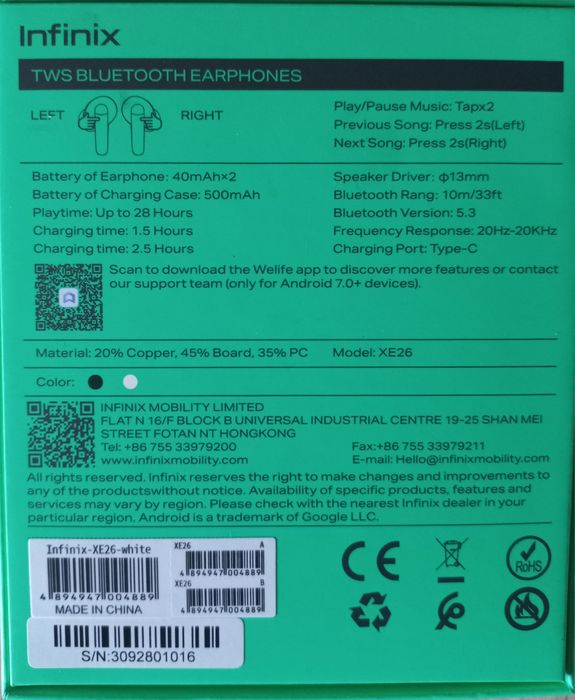 Infinix
TWS BLUETOOTH EARPHONES
LEFT RIGHT
Play/Pause Music: Tapx2
Previous Song: Press 2s(Left)
Next Song: Press 2s(Right)
Battery of Earphone: 40mAh×2
Battery of Charging Case: 500mAh
Playtime: Up to 28 Hours
Charging time: 1.5 Hours
Charging time: 2.5 Hours
Speaker Driver: φ13mm
Bluetooth Rang: 10m/33ft
Bluetooth Version: 5.3
Frequency Response: 20Hz-20KHz
Charging Port: Type-C
Scan to download the Welife app to discover more features or contact
our support team (only for Android 7.0+ devices).
Material: 20% Copper, 45% Board, 35% PC Model: XE26
Color:
INFINIX MOBILITY LIMITED
FLAT N 16/F BLOCK B UNIVERSAL INDUSTRIAL CENTRE 19-25 SHAN MEI
STREET FOTAN NT HONGKONG
Tel: +86 755 33979200 Fax:+86 755 33979211
www.infinixmobility.com E-mail: Hello@infinixmobility.com
All rights reserved. Infinix reserves the right to make changes and improvements to
any of the productswithout notice. Availability of specific products, features and
services may vary by region. Please check with the nearest Infinix dealer in your
particular region. Android is a trademark of Google LLC.
Infinix-XE26-white
4 894947 004889
MADE IN CHINA
XE26 A
4 894947 004889
XE26 B
4 894947 004889
S/N:3092801016
CE
RoHS